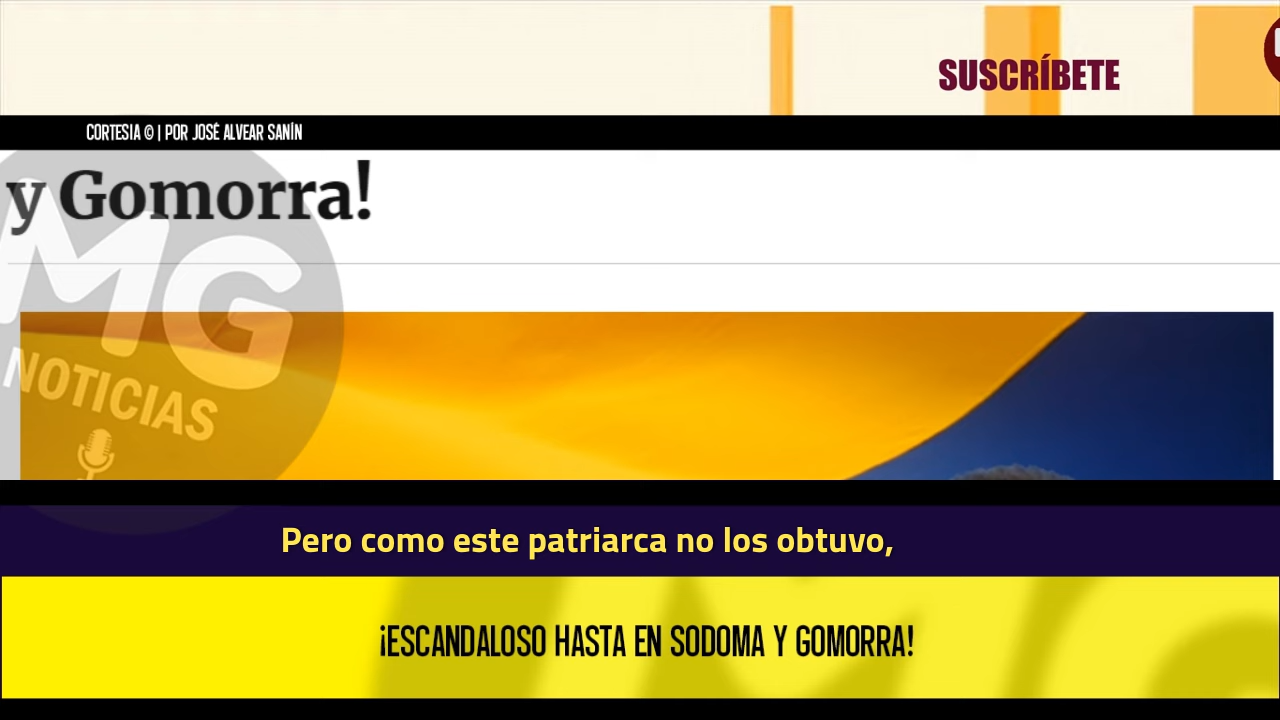 SUSCRÍBETE
CORTESIA © | POR JOSÉ ALVEAR SANÍN
y Gomorra!
MG
NOTICIAS
Pero como este patriarca no los obtuvo,
¡ESCANDALOSO HASTA EN SODOMA Y GOMORRA!